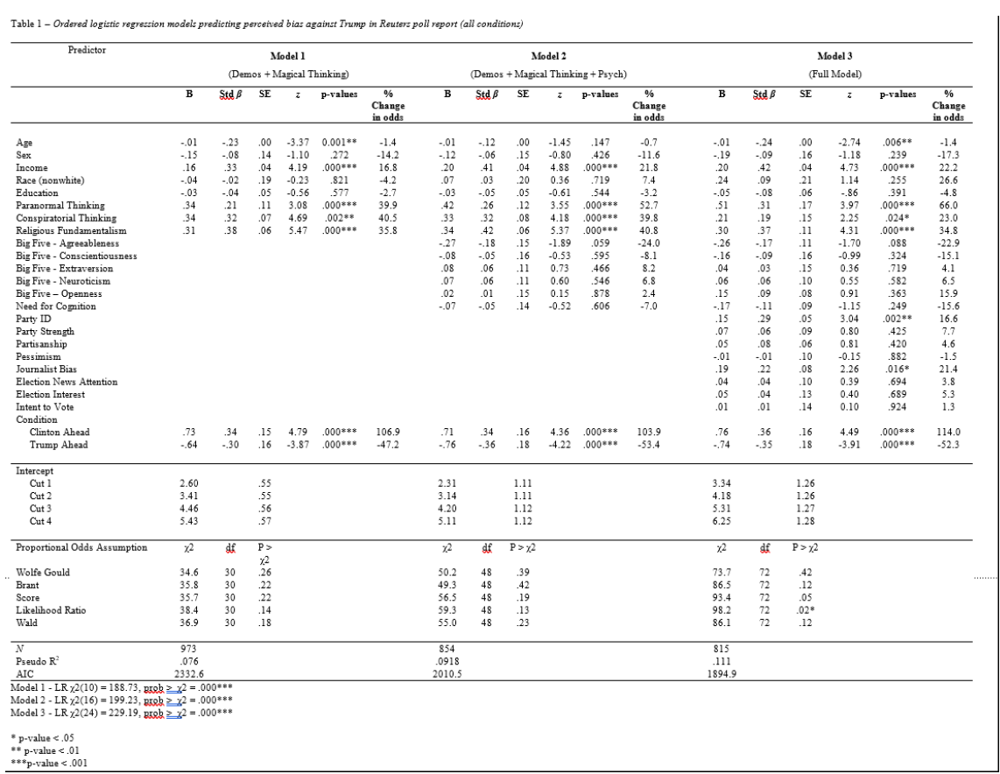 Table 1 – Ordered logistic regression models predicting perceived bias against Trump in Reuters poll report (all conditions)
Predictor Model 1 Model 2 Model 3
(Demos + Magical Thinking) (Demos + Magical Thinking + Psych) (Full Model)
B Std β SE z p-values % Change in odds B Std β SE z p-values % Change in odds B Std β SE z p-values % Change in odds
Age -.01 -.23 .00 -3.37 0.001** -1.4 -.01 -.12 .00 -1.45 .147 -0.7 -.01 -.24 .00 -2.74 .006** -1.4
Sex -.15 -.08 .14 -1.10 .272 -14.2 -.12 -.06 .15 -0.80 .426 -11.6 -.19 -.09 .16 -1.18 .239 -17.3
Income .16 .33 .04 4.19 .000*** 16.8 .20 .41 .04 4.88 .000*** 21.8 .20 .42 .04 4.73 .000*** 22.2
Race (nonwhite) -.04 -.02 .19 -0.23 .821 -4.2 .07 .03 .20 0.36 .719 7.4 .24 .09 .21 1.14 .255 26.6
Education -.03 -.04 .05 -0.56 .577 -2.7 -.03 -.05 .05 -0.61 .544 -3.2 -.05 -.08 .06 -.86 .391 -4.8
Paranormal Thinking .34 .21 .11 3.08 .000*** 39.9 .42 .26 .12 3.55 .000*** 52.7 .51 .31 .17 3.97 .000*** 66.0
Conspiratorial Thinking .34 .32 .07 4.69 .002** 40.5 .33 .32 .08 4.18 .000*** 39.8 .21 .19 .15 2.25 .024* 23.0
Religious Fundamentalism .31 .38 .06 5.47 .000*** 35.8 .34 .42 .06 5.37 .000*** 40.8 .30 .37 .11 4.31 .000*** 34.8
Big Five - Agreeableness -.27 -.18 .15 -1.89 .059 -24.0 -.26 -.17 .11 -1.70 .088 -22.9
Big Five - Conscientiousness -.08 -.05 .16 -0.53 .595 -8.1 -.16 -.09 .16 -0.99 .324 -15.1
Big Five - Extraversion .08 .06 .11 0.73 .466 8.2 .04 .03 .15 0.36 .719 4.1
Big Five - Neuroticism .07 .06 .11 0.60 .546 6.8 .06 .06 .10 0.55 .582 6.5
Big Five – Openness .02 .01 .15 0.15 .878 2.4 .15 .09 .08 0.91 .363 15.9
Need for Cognition -.07 -.05 .14 -0.52 .606 -7.0 -.17 -.11 .09 -1.15 .249 -15.6
Party ID .15 .29 .05 3.04 .002** 16.6
Party Strength .07 .06 .09 0.80 .425 7.7
Partisanship .05 .08 .06 0.81 .420 4.6
Pessimism -.01 -.01 .10 -0.15 .882 -1.5
Journalist Bias .19 .22 .08 2.26 .016* 21.4
Election News Attention .04 .04 .10 0.39 .694 3.8
Election Interest .05 .04 .13 0.40 .689 5.3
Intent to Vote .01 .01 .14 0.10 .924 1.3
Condition
Clinton Ahead .73 .34 .15 4.79 .000*** 106.9 .71 .34 .16 4.36 .000*** 103.9 .76 .36 .16 4.49 .000*** 114.0
Trump Ahead -.64 -.30 .16 -3.87 .000*** -47.2 -.76 -.36 .18 -4.22 .000*** -53.4 -.74 -.35 .18 -3.91 .000*** -52.3
Intercept
Cut 1 2.60 .55 2.31 1.11 3.34 1.26
Cut 2 3.41 .55 3.14 1.11 4.18 1.26
Cut 3 4.46 .56 4.20 1.12 5.31 1.27
Cut 4 5.43 .57 5.11 1.12 6.25 1.28
Proportional Odds Assumption χ2 df P > χ2 χ2 df P > χ2 χ2 df P > χ2
Wolfe Gould 34.6 30 .26 50.2 48 .39 73.7 72 .42
Brant 35.8 30 .22 49.3 48 .42 86.5 72 .12
Score 35.7 30 .22 56.5 48 .19 93.4 72 .05
Likelihood Ratio 38.4 30 .14 59.3 48 .13 98.2 72 .02*
Wald 36.9 30 .18 55.0 48 .23 86.1 72 .12
N 973 854 815
Pseudo R² .076 .0918 .111
AIC 2332.6 2010.5 1894.9
Model 1 - LR χ2(10) = 188.73, prob > χ2 = .000***
Model 2 - LR χ2(16) = 199.23, prob > χ2 = .000***
Model 3 - LR χ2(24) = 229.19, prob > χ2 = .000***
* p-value < .05
** p-value < .01
***p-value < .001